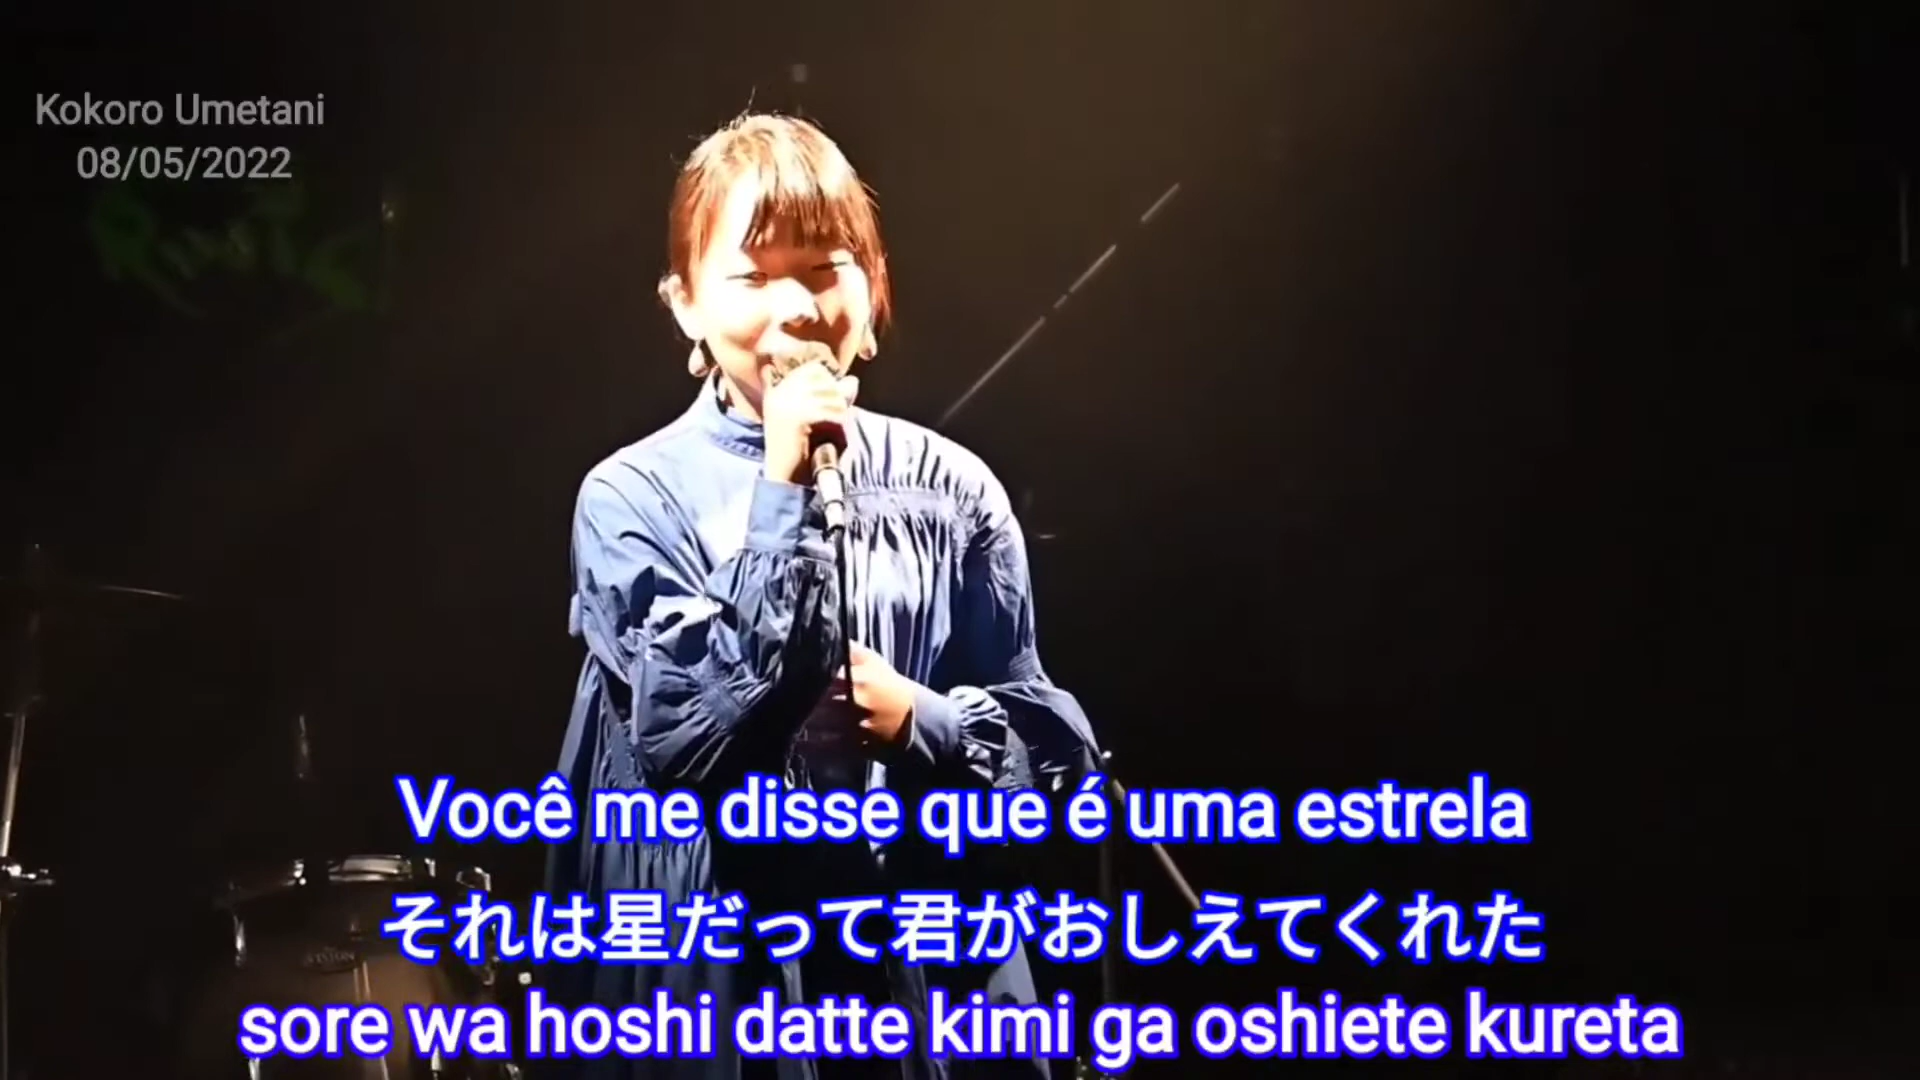 Kokoro Umetani
08/05/2022
Você me disse que é uma estrela
それは星だって君がおしえてくれた
sore wa hoshi datte kimi ga oshiete kureta